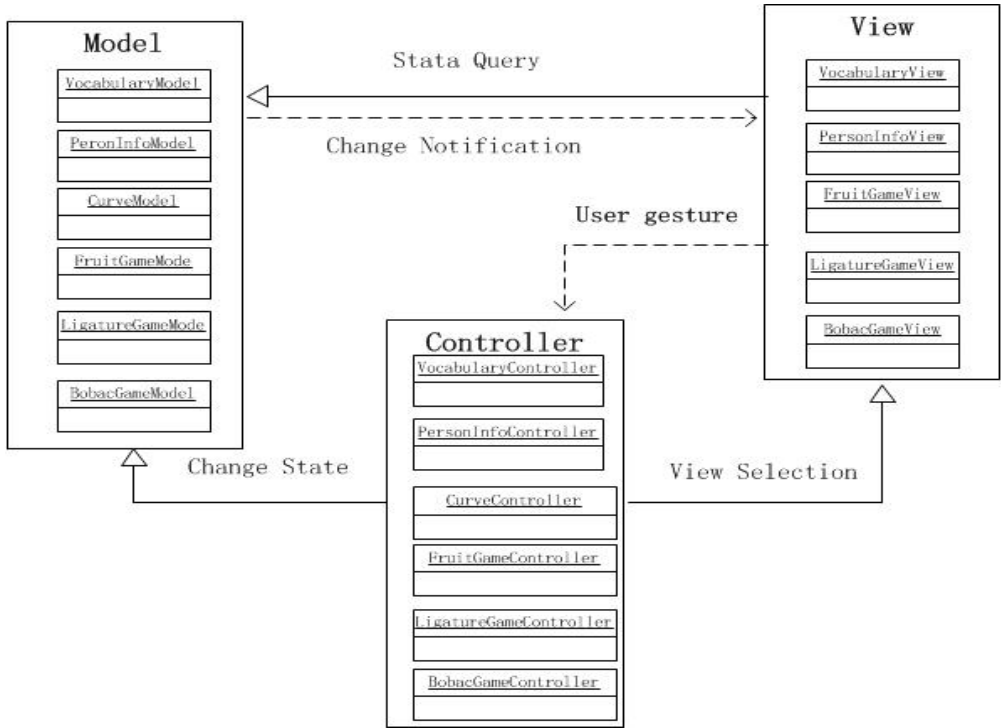 Model
VocabularyModel
PeronInfoModel
CurveModel
FruitGameMode
LigatureGameMode
BobacGameModel
Stata Query
Change Notification
View
VocabularyView
PersonInfoView
FruitGameView
LigatureGameView
BobacGameView
User gesture
Controller
VocabularyController
PersonInfoController
CurveController
FruitGameController
LigatureGameController
BobacGameController
Change State
View Selection